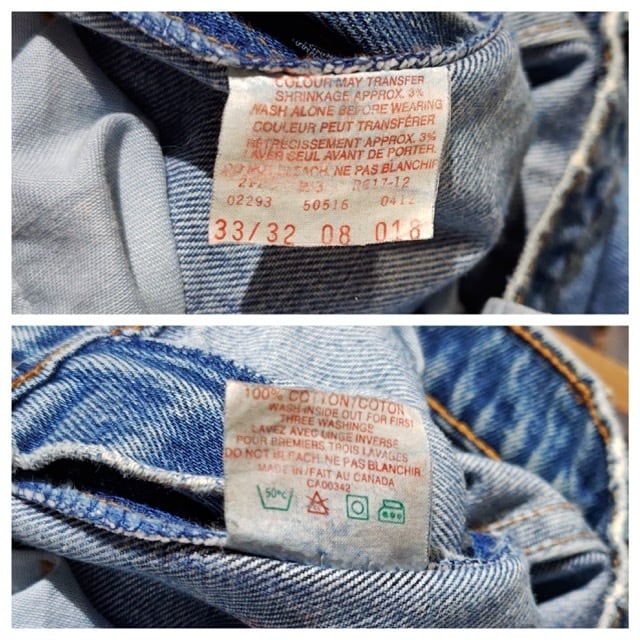 COLOUR MAY TRANSFER
SHRINKAGE APPROX. 3%
WASH ALONE BEFORE WEARING
COULEUR PEUT TRANSFÉRER
RÉTRÉCISSEMENT APPROX. 3%
LAVER SEUL AVANT DE PORTER.
DO NOT BLEACH. NE PAS BLANCHIR
R617-12
02293 50516 0412
33/32 08 018
100% COTTON/COTON
WASH INSIDE OUT FOR FIRST
THREE WASHINGS
LAVEZ AVEC LINGE INVERSÉ
POUR PREMIERS TROIS LAVAGES
DO NOT BLEACH. NE PAS BLANCHIR
MADE IN/FAIT AU CANADA
CA00342
50°C